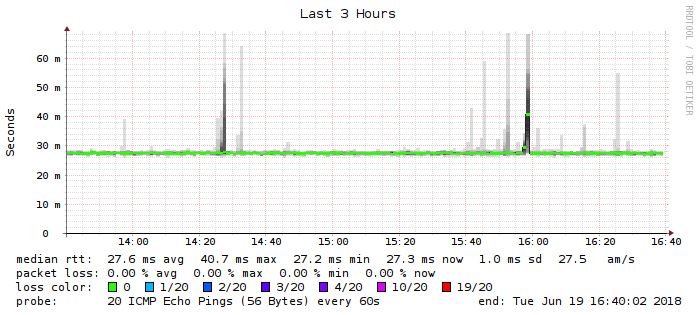 Last 3 Hours
RRDTOOL / TOBI OETIKER
Seconds
60 m
50 m
40 m
30 m
20 m
10 m
0
14:00 14:20 14:40 15:00 15:20 15:40 16:00 16:20 16:40
median rtt: 27.6 ms avg 40.7 ms max 27.2 ms min 27.3 ms now 1.0 ms sd 27.5 am/s
packet loss: 0.00 % avg 0.00 % max 0.00 % min 0.00 % now
loss color: 0 1/20 2/20 3/20 4/20 10/20 19/20
probe: 20 ICMP Echo Pings (56 Bytes) every 60s end: Tue Jun 19 16:40:02 2018